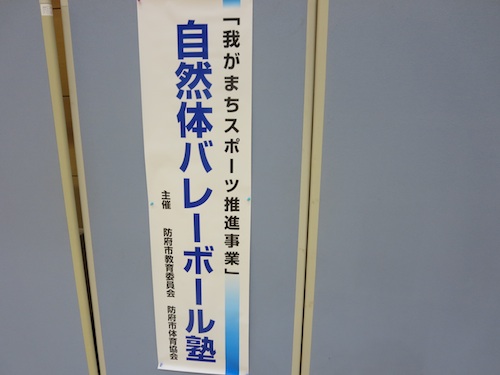 「我がまちスポーツ推進事業」
自然体バレーボール塾
主催 防府市教育委員会 防府市体育協会